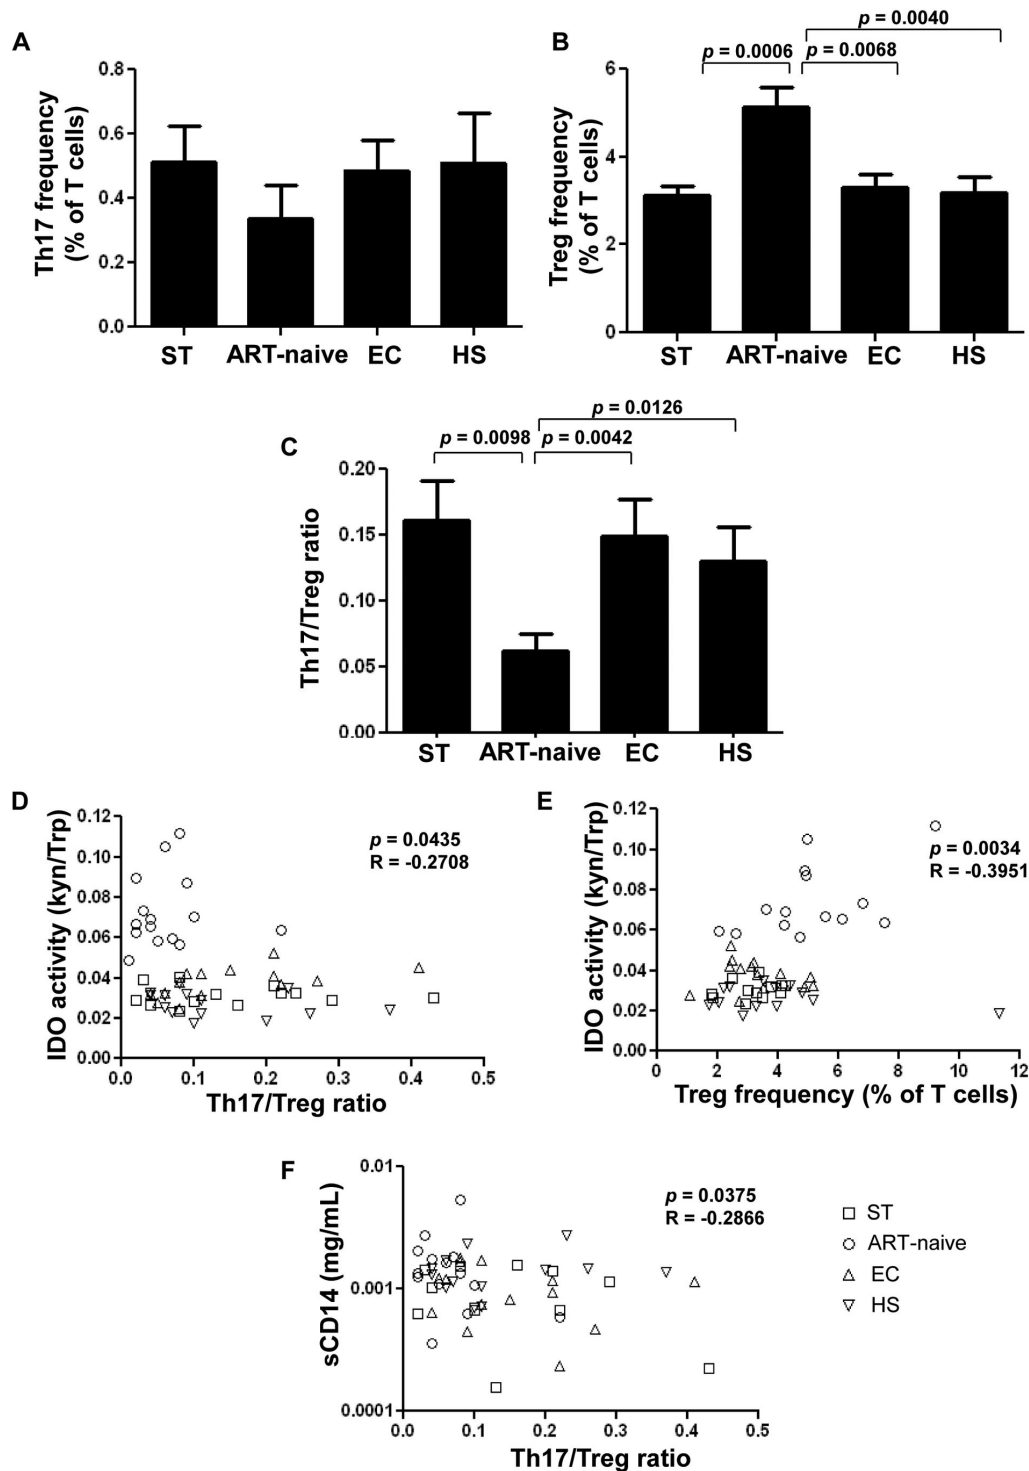 A
Th17 frequency
(% of T cells)
0.8
0.6
0.4
0.2
0.0
ST ART-naive EC HS
B
p = 0.0040
p = 0.0006 p = 0.0068
Treg frequency
(% of T cells)
6
4
2
0
ST ART-naive EC HS
C
p = 0.0126
p = 0.0098 p = 0.0042
Th17/Treg ratio
0.20
0.15
0.10
0.05
0.00
ST ART-naive EC HS
D
IDO activity (kyn/Trp)
0.12
0.10
0.08
0.06
0.04
0.02
0.00
p = 0.0435
R = -0.2708
0.0 0.1 0.2 0.3 0.4 0.5
Th17/Treg ratio
E
IDO activity (kyn/Trp)
0.12
0.10
0.08
0.06
0.04
0.02
0.00
p = 0.0034
R = -0.3951
0 2 4 6 8 10 12
Treg frequency (% of T cells)
F
sCD14 (mg/mL)
0.01
0.001
0.0001
p = 0.0375
R = -0.2866
0.0 0.1 0.2 0.3 0.4 0.5
Th17/Treg ratio
ST
ART-naive
EC
HS